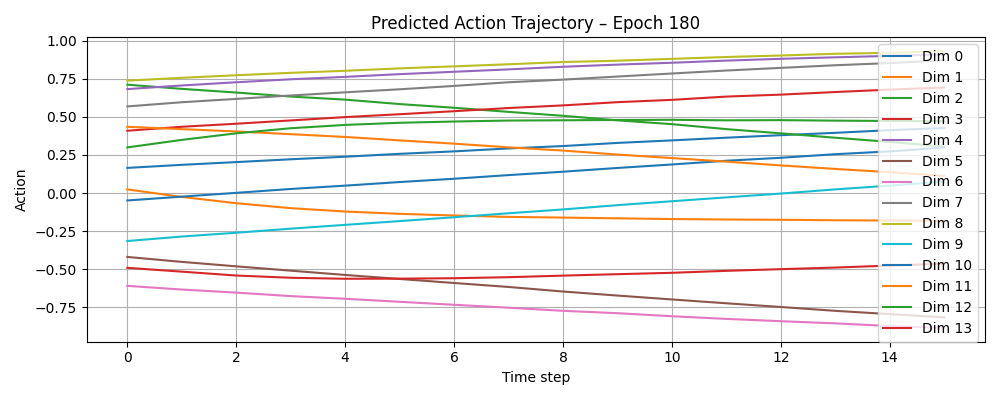 Predicted Action Trajectory – Epoch 180
Action
1.00
0.75
0.50
0.25
0.00
−0.25
−0.50
−0.75
0
2
4
6
8
10
12
14
Time step
Dim 0
Dim 1
Dim 2
Dim 3
Dim 4
Dim 5
Dim 6
Dim 7
Dim 8
Dim 9
Dim 10
Dim 11
Dim 12
Dim 13